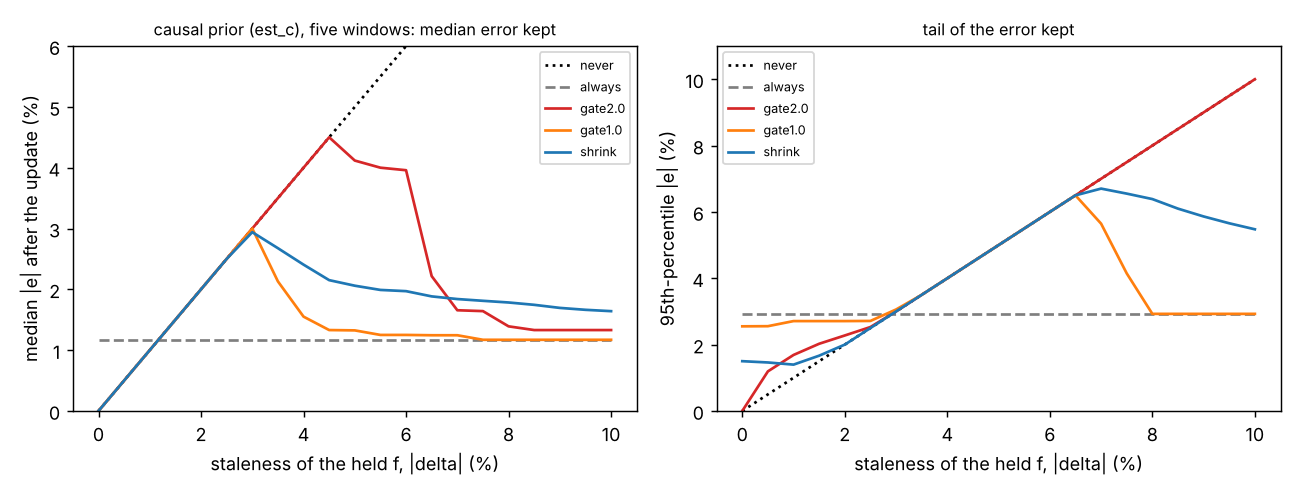 causal prior (est_c), five windows: median error kept
median |e| after the update (%)
6
5
4
3
2
1
0
0 2 4 6 8 10
staleness of the held f, |delta| (%)
never
always
gate2.0
gate1.0
shrink
tail of the error kept
95th-percentile |e| (%)
10
8
6
4
2
0
0 2 4 6 8 10
staleness of the held f, |delta| (%)
never
always
gate2.0
gate1.0
shrink